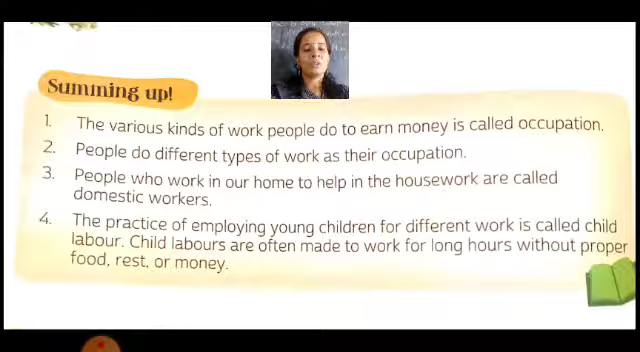 Summing up!
1. The various kinds of work people do to earn money is called occupation.
2. People do different types of work as their occupation.
3. People who work in our home to help in the housework are called
domestic workers.
4. The practice of employing young children for different work is called child
labour. Child labours are often made to work for long hours without proper
food, rest, or money.